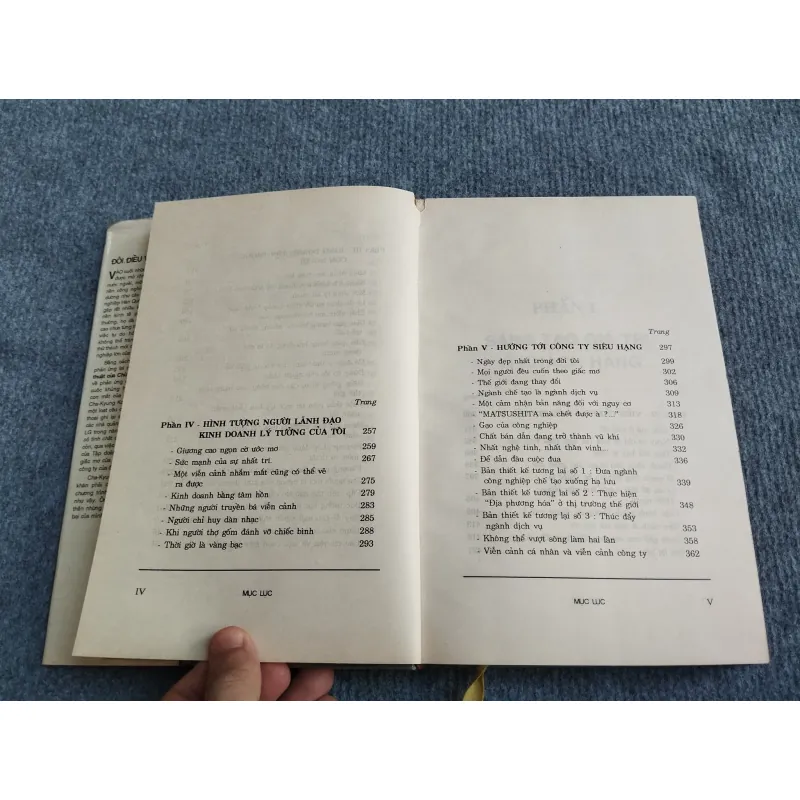 ĐÔI ĐIỀU
Trang
Phần IV - HÌNH TƯỢNG NGƯỜI LÃNH ĐẠO
KINH DOANH LÝ TƯỞNG CỦA TÔI 257
- Giương cao ngọn cờ ước mơ 259
- Sức mạnh của sự nhất trí. 267
- Một viễn cảnh nhắm mắt cũng có thể vẽ
ra được 275
- Kinh doanh bằng tâm hồn 279
- Những người truyền bá viễn cảnh 283
- Người chỉ huy dàn nhạc 285
- Khi người thợ gốm đánh vỡ chiếc bình 288
- Thời giờ là vàng bạc 293
IV
MỤC LỤC
PHẦN I
Trang
Phần V - HƯỚNG TỚI CÔNG TY SIÊU HẠNG 297
- Ngày đẹp nhất trong đời tôi 299
- Mọi người đều cuốn theo giấc mơ 302
- Thế giới đang thay đổi 306
- Ngành chế tạo là ngành dịch vụ 309
- Một cảm nhận bản năng đối với nguy cơ 313
- "MATSUSHITA mà chết được à ?..." 318
- Gạo của công nghiệp 326
- Chất bán dẫn đang trở thành vũ khí 330
- Nhất nghệ tinh, nhất thân vinh... 332
- Để dẫn đầu cuộc đua 336
- Bản thiết kế tương lai số 1 : Đưa ngành
công nghiệp chế tạo xuống hạ lưu 339
- Bản thiết kế tương lai số 2 : Thực hiện
"Địa phương hóa" ở thị trường thế giới 348
- Bản thiết kế tương lai số 3 : Thúc đẩy
ngành dịch vụ 353
- Không thể vượt sông làm hai lần 358
- Viễn cảnh cá nhân và viễn cảnh công ty 362
MỤC LỤC
V